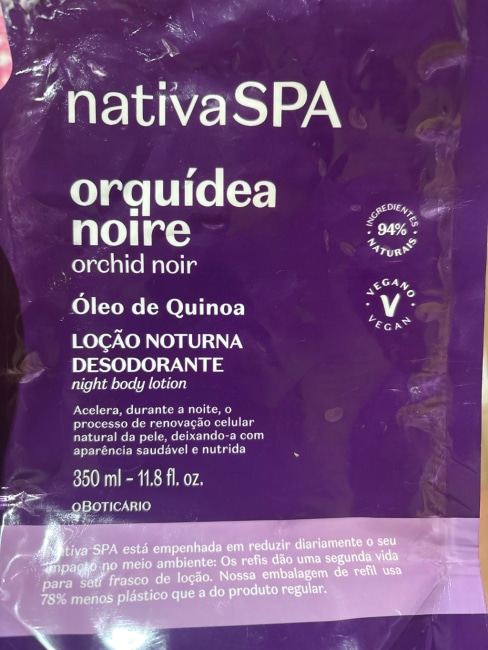 nativaSPA
orquídea
noire
orchid noir
INGREDIENTES
94%
NATURAIS
VEGANO
V
VEGAN
Óleo de Quinoa
LOÇÃO NOTURNA
DESODORANTE
night body lotion
Acelera, durante a noite, o
processo de renovação celular
natural da pele, deixando-a com
aparência saudável e nutrida
350 ml - 11.8 fl. oz.
oBOTICÁRIO
Nativa SPA está empenhada em reduzir diariamente o seu
impacto no meio ambiente: Os refis dão uma segunda vida
para seu frasco de loção. Nossa embalagem de refil usa
78% menos plástico que a do produto regular.